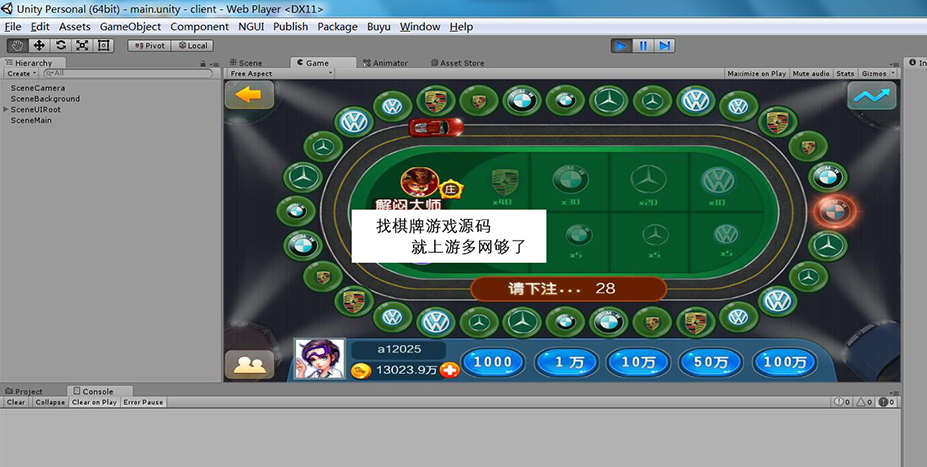 Unity Personal (64bit) - main.unity - client - Web Player <DX11>
File Edit Assets GameObject Component NGUI Publish Package Buyu Window Help
Pivot Local
Hierarchy
Scene Game Animator Asset Store
Create All
Free Aspect
Maximize on Play Mute audio Stats Gizmos
SceneCamera
SceneBackground
SceneUIRoot
SceneMain
庄
解闷大师
x40 x30 x20 x10
找棋牌游戏源码
就上游多网够了
x5 x5 x5
请下注... 28
a12025
13023.9万
1000 1万 10万 50万 100万
Project Console
Clear Collapse Clear on Play Error Pause
0 0 0